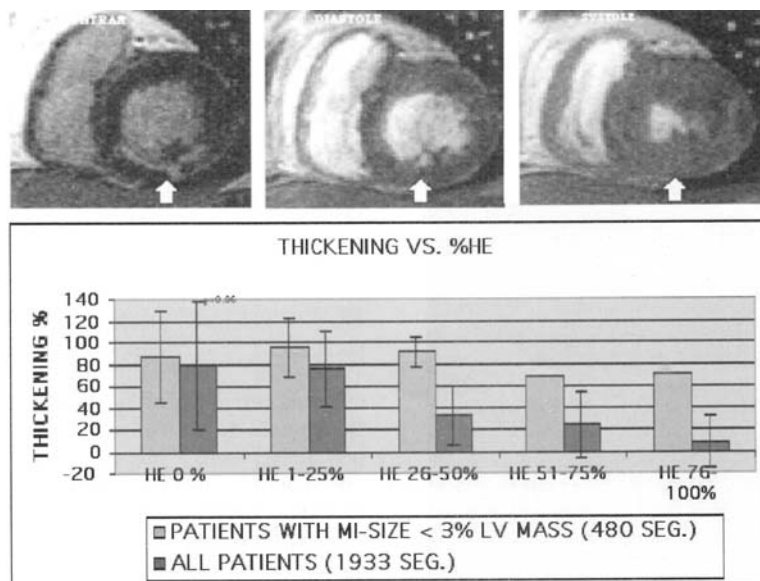 DIASTOLE
SYSTOLE
THICKENING VS. %HE
THICKENING %
140
120
100
80
60
40
20
0
-20
HE 0 %
HE 1-25%
HE 26-50%
HE 51-75%
HE 76-
100%
PATIENTS WITH MI-SIZE < 3% LV MASS (480 SEG.)
ALL PATIENTS (1933 SEG.)